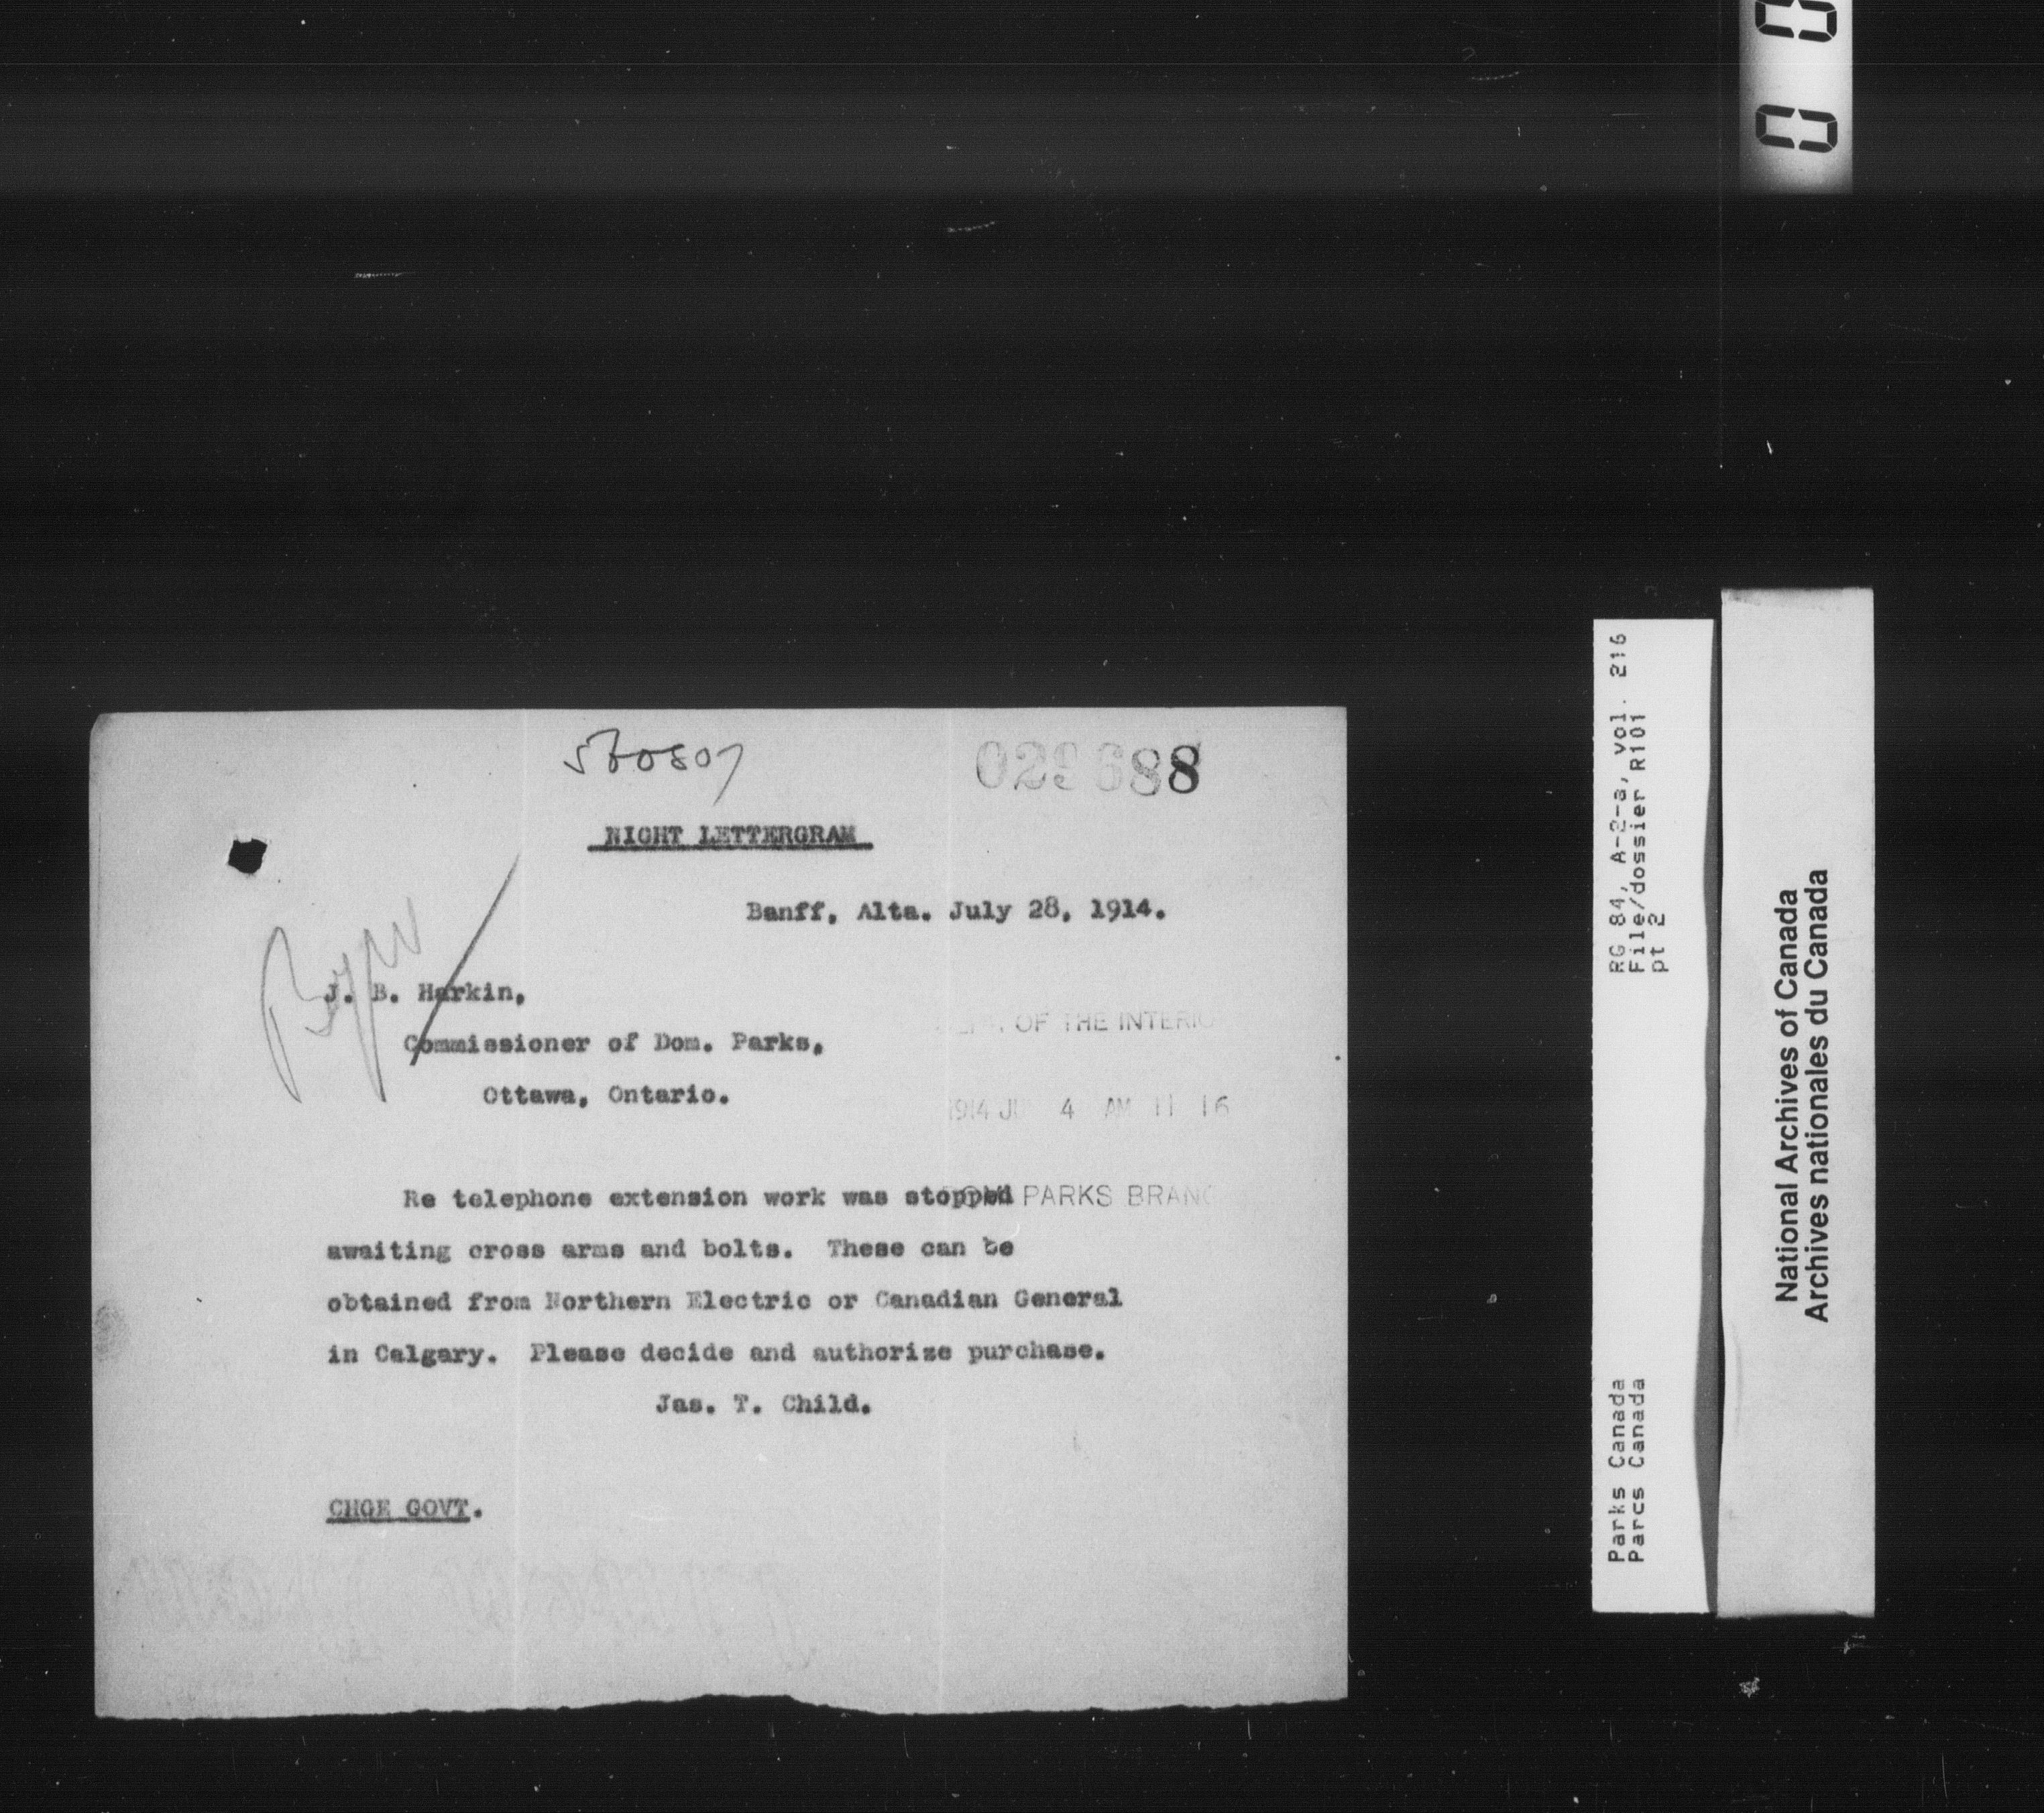 029688
NIGHT LETTERGRAM
Banff, Alta. July 28, 1914.
J. B. Harkin,
Commissioner of Dom. Parks,
Ottawa, Ontario.
OF THE INTERIO
1914 JU 4 AM 11 16
PARKS BRANC
Re telephone extension work was stopped
awaiting cross arms and bolts. These can be
obtained from Northern Electric or Canadian General
in Calgary. Please decide and authorize purchase.
Jas. T. Child.
CHGE GOVT.
RG 84, A-2-a, vol. 216
File/dossier R101
pt 2
Parks Canada
Parcs Canada
National Archives of Canada
Archives nationales du Canada